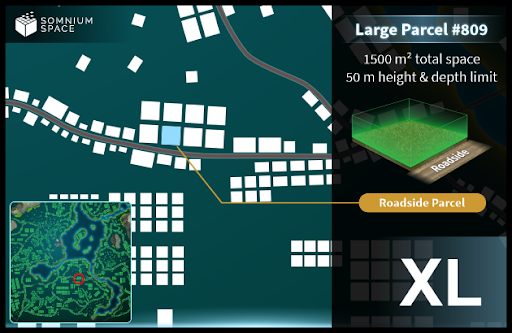 SOMNIUM
SPACE
Large Parcel #809
1500 m² total space
50 m height & depth limit
Roadside
Roadside Parcel
XL